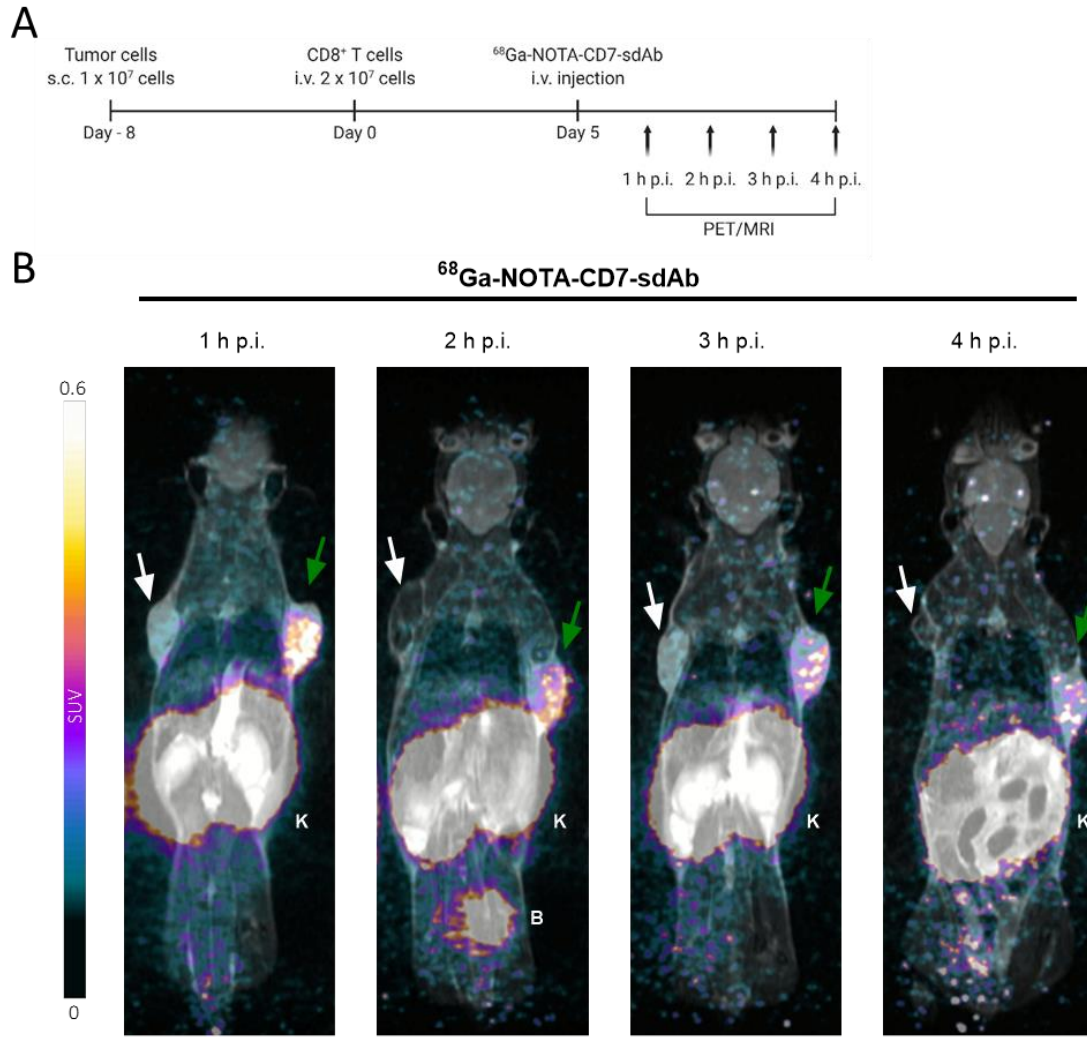 A
Tumor cells
s.c. 1 x 10⁷ cells
CD8⁺ T cells
i.v. 2 x 10⁷ cells
⁶⁸Ga-NOTA-CD7-sdAb
i.v. injection
Day - 8
Day 0
Day 5
1 h p.i.
2 h p.i.
3 h p.i.
4 h p.i.
PET/MRI
B
⁶⁸Ga-NOTA-CD7-sdAb
1 h p.i.
2 h p.i.
3 h p.i.
4 h p.i.
0.6
SUV
0
K
K
B
K
K